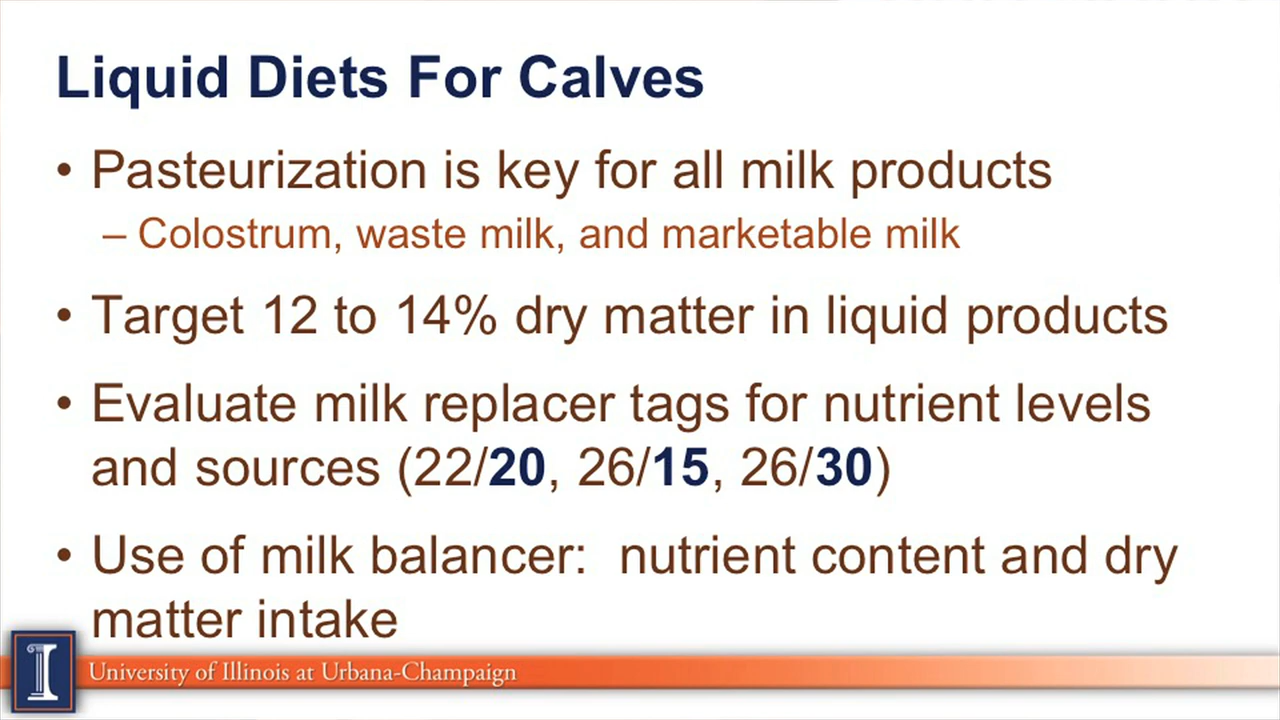 Liquid Diets For Calves
• Pasteurization is key for all milk products
– Colostrum, waste milk, and marketable milk
• Target 12 to 14% dry matter in liquid products
• Evaluate milk replacer tags for nutrient levels
and sources (22/20, 26/15, 26/30)
• Use of milk balancer:  nutrient content and dry
matter intake
I
University of Illinois at Urbana-Champaign